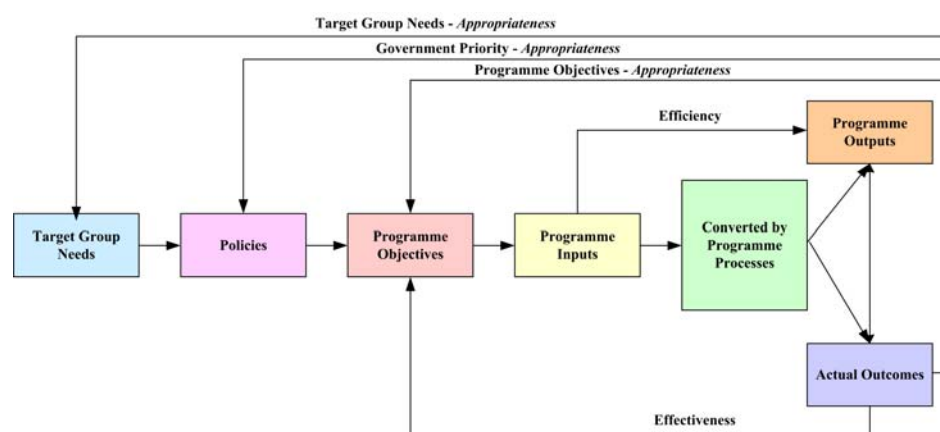 Target Group Needs - Appropriateness
Government Priority - Appropriateness
Programme Objectives - Appropriateness
Efficiency
Programme
Outputs
Target Group
Needs
Policies
Programme
Objectives
Programme
Inputs
Converted by
Programme
Processes
Actual Outcomes
Effectiveness